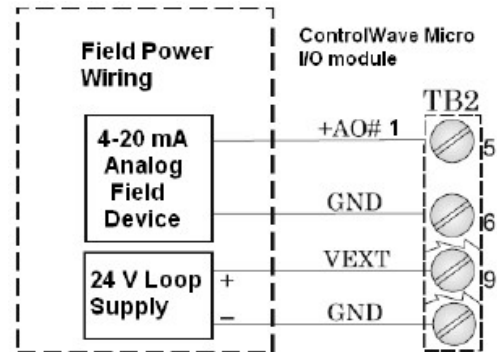 Field Power
Wiring
ControlWave Micro
I/O module
TB2
4-20 mA
Analog
Field
Device
+AO# 1
5
GND
6
24 V Loop
Supply
+
–
VEXT
9
GND